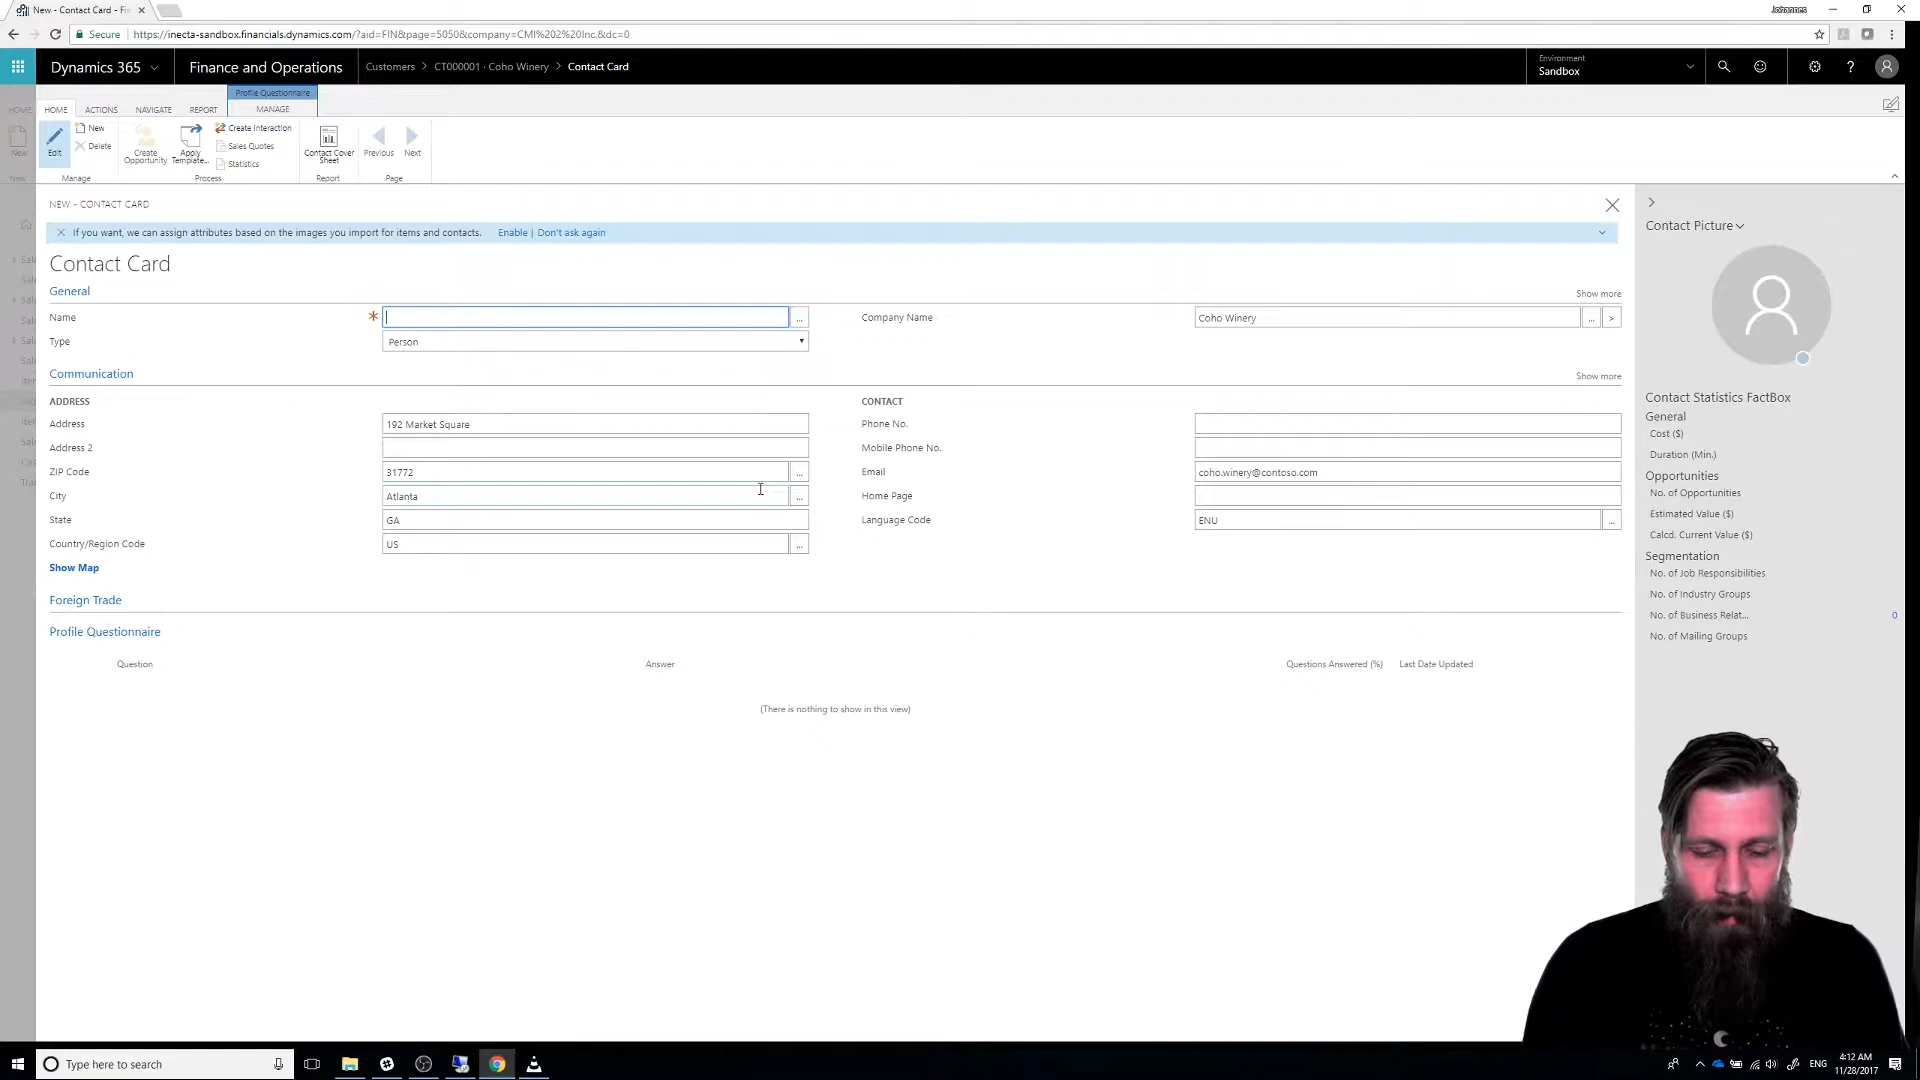 New - Contact Card - Fi
Johannes
Secure
https://inecta-sandbox.financials.dynamics.com/?aid=FIN&page=5050&company=CMI%202%20Inc.&dc=0
Dynamics 365
Finance and Operations
Customers > CT000001 · Coho Winery > Contact Card
Environment
Sandbox
Profile Questionnaire
HOME
HOME
ACTIONS
NAVIGATE
REPORT
MANAGE
New
New
Edit
New
Delete
Manage
Create Opportunity
Apply Template...
Create Interaction
Sales Quotes
Statistics
Process
Contact Cover Sheet
Report
Previous
Next
Page
NEW - CONTACT CARD
If you want, we can assign attributes based on the images you import for items and contacts. Enable | Don't ask again
Contact Card
General
Show more
Name
*
...
Company Name
Coho Winery
...
>
Type
Person
Communication
Show more
ADDRESS
CONTACT
Address
192 Market Square
Phone No.
Address 2
Mobile Phone No.
ZIP Code
31772
...
Email
coho.winery@contoso.com
City
Atlanta
...
Home Page
State
GA
Language Code
ENU
...
Country/Region Code
US
...
Show Map
Foreign Trade
Profile Questionnaire
Question
Answer
Questions Answered (%)
Last Date Updated
(There is nothing to show in this view)
Contact Picture
Contact Statistics FactBox
General
Cost ($)
Duration (Min.)
Opportunities
No. of Opportunities
Estimated Value ($)
Calcd. Current Value ($)
Segmentation
No. of Job Responsibilities
No. of Industry Groups
No. of Business Relat...
0
No. of Mailing Groups
Type here to search
ENG
4:12 AM
11/28/2017